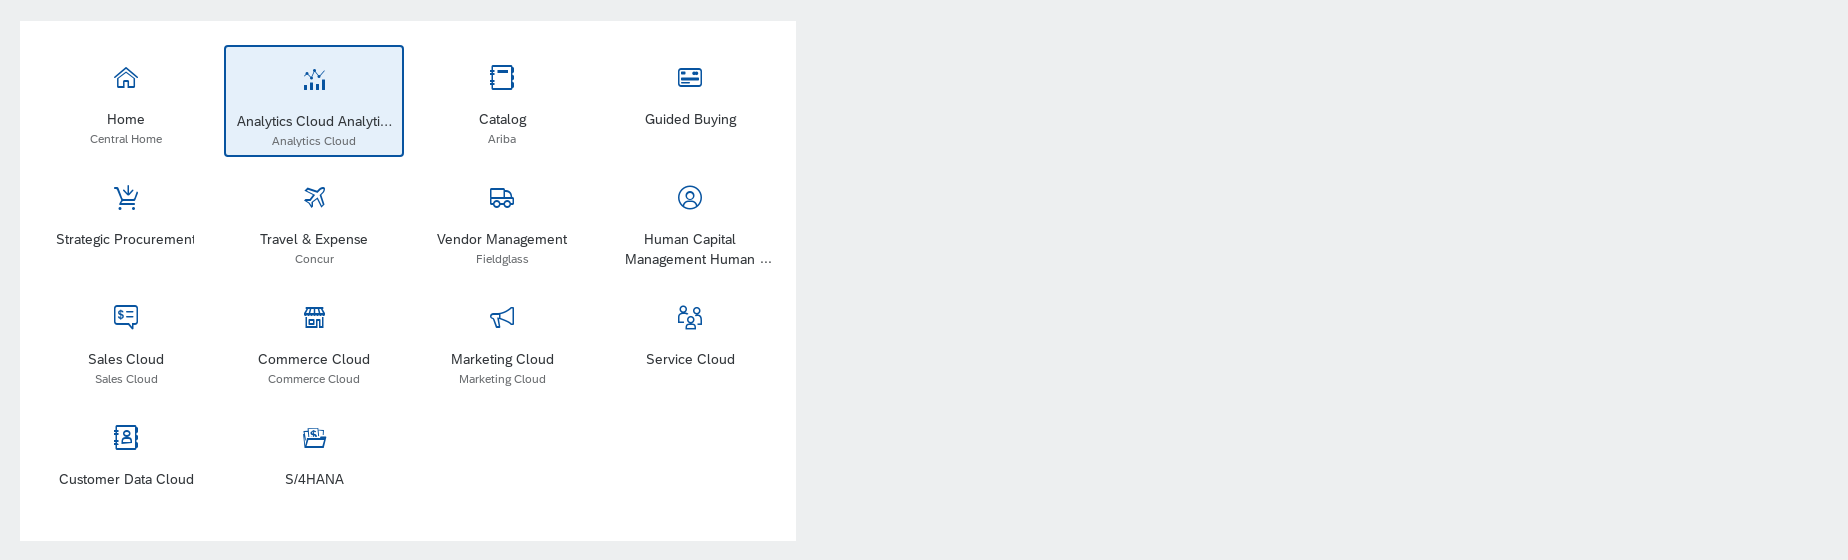 Home
Central Home
Analytics Cloud Analyti...
Analytics Cloud
Catalog
Ariba
Guided Buying
Strategic Procurement
Travel & Expense
Concur
Vendor Management
Fieldglass
Human Capital
Management Human ...
Sales Cloud
Sales Cloud
Commerce Cloud
Commerce Cloud
Marketing Cloud
Marketing Cloud
Service Cloud
Customer Data Cloud
S/4HANA